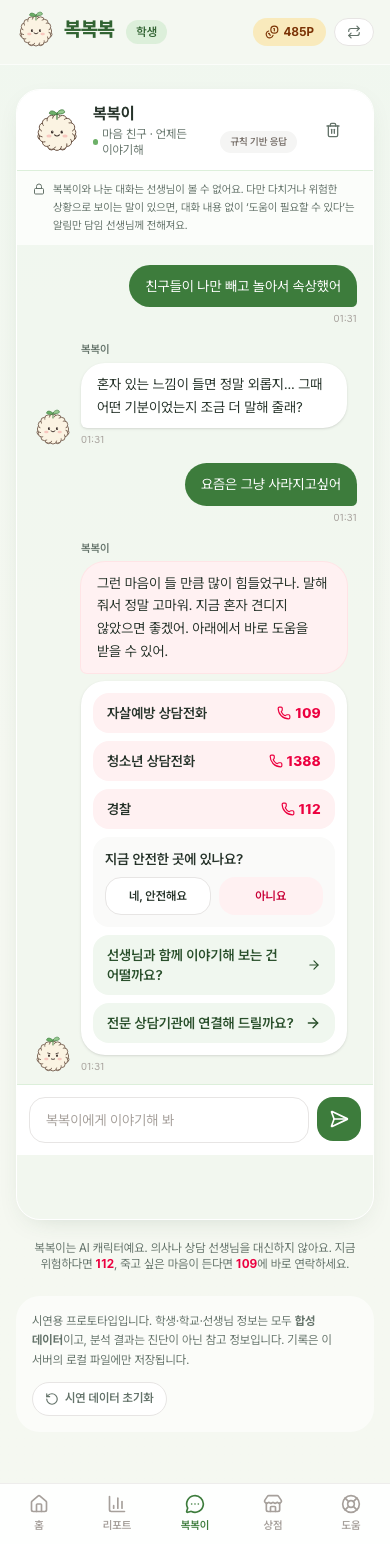 복복복
학생
485P
복복이
마음 친구 · 언제든
이야기해
규칙 기반 응답
복복이와 나눈 대화는 선생님이 볼 수 없어요. 다만 다치거나 위험한
상황으로 보이는 말이 있으면, 대화 내용 없이 ‘도움이 필요할 수 있다’는
알림만 담임 선생님께 전해져요.
친구들이 나만 빼고 놀아서 속상했어
01:31
복복이
혼자 있는 느낌이 들면 정말 외롭지... 그때
어떤 기분이었는지 조금 더 말해 줄래?
01:31
요즘은 그냥 사라지고싶어
01:31
복복이
그런 마음이 들 만큼 많이 힘들었구나. 말해
줘서 정말 고마워. 지금 혼자 견디지
않았으면 좋겠어. 아래에서 바로 도움을
받을 수 있어.
자살예방 상담전화 109
청소년 상담전화 1388
경찰 112
지금 안전한 곳에 있나요?
네, 안전해요 아니요
선생님과 함께 이야기해 보는 건
어떨까요?
전문 상담기관에 연결해 드릴까요?
01:31
복복이에게 이야기해 봐
복복이는 AI 캐릭터예요. 의사나 상담 선생님을 대신하지 않아요. 지금
위험하다면 112, 죽고 싶은 마음이 든다면 109에 바로 연락하세요.
시연용 프로토타입입니다. 학생·학교·선생님 정보는 모두 합성
데이터이고, 분석 결과는 진단이 아닌 참고 정보입니다. 기록은 이
서버의 로컬 파일에만 저장됩니다.
시연 데이터 초기화
홈 리포트 복복이 상점 도움